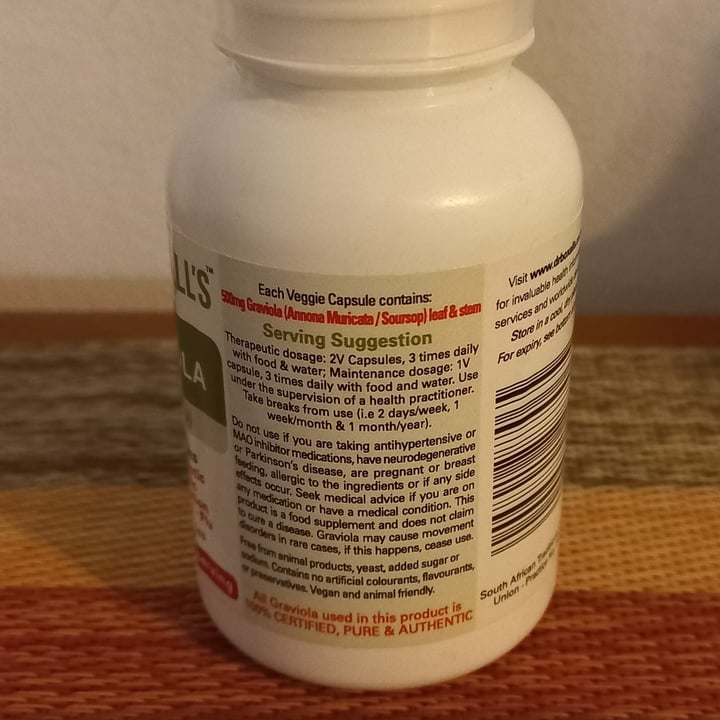 LL'S™
LA
Each Veggie Capsule contains:
500mg Graviola (Annona Muricata / Soursop) leaf & stem
Serving Suggestion
Therapeutic dosage: 2V Capsules, 3 times daily
with food & water; Maintenance dosage: 1V
capsule, 3 times daily with food and water. Use
under the supervision of a health practitioner.
Take breaks from use (i.e 2 days/week, 1
week/month & 1 month/year).
Do not use if you are taking antihypertensive or
MAO inhibitor medications, have neurodegenerative
or Parkinson's disease, are pregnant or breast
feeding, allergic to the ingredients or if any side
effects occur. Seek medical advice if you are on
any medication or have a medical condition. This
product is a food supplement and does not claim
to cure a disease. Graviola may cause movement
disorders in rare cases, if this happens, cease use.
Free from animal products, yeast, added sugar or
sodium. Contains no artificial colourants, flavourants,
or preservatives. Vegan and animal friendly.
All Graviola used in this product is
100% CERTIFIED, PURE & AUTHENTIC
Visit www.drboxall
for invaluable health
services and worldwide
Store in a cool, dry
For expiry, see bottom
South African
Union - Practice